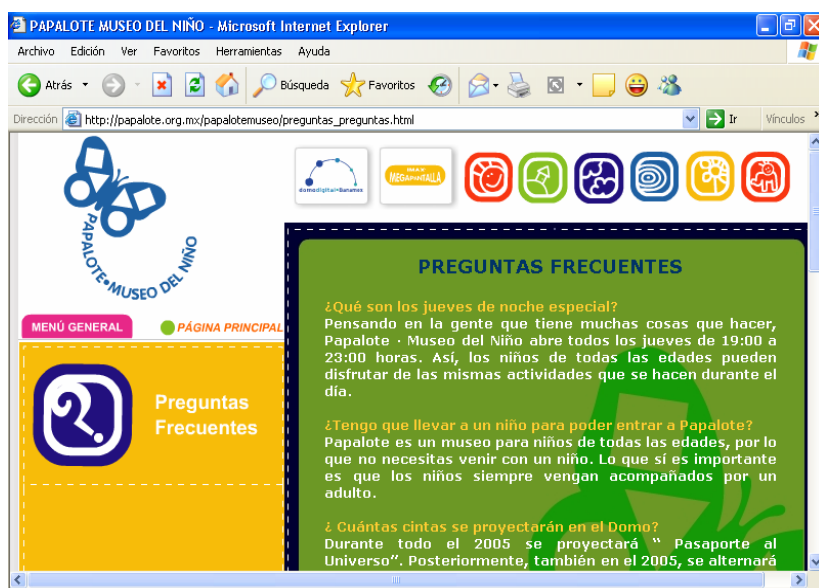 PAPALOTE MUSEO DEL NIÑO - Microsoft Internet Explorer
Archivo Edición Ver Favoritos Herramientas Ayuda
Atrás Búsqueda Favoritos
Dirección http://papalote.org.mx/papalotemuseo/preguntas_preguntas.html Ir Vínculos »
domodigital•Banamex
MEGAPANTALLA
PAPALOTE•MUSEO DEL NIÑO
MENÚ GENERAL
PÁGINA PRINCIPAL
Preguntas
Frecuentes
PREGUNTAS FRECUENTES
¿Qué son los jueves de noche especial?
Pensando en la gente que tiene muchas cosas que hacer,
Papalote · Museo del Niño abre todos los jueves de 19:00 a
23:00 horas. Así, los niños de todas las edades pueden
disfrutar de las mismas actividades que se hacen durante el
día.
¿Tengo que llevar a un niño para poder entrar a Papalote?
Papalote es un museo para niños de todas las edades, por lo
que no necesitas venir con un niño. Lo que sí es importante
es que los niños siempre vengan acompañados por un
adulto.
¿ Cuántas cintas se proyectarán en el Domo?
Durante todo el 2005 se proyectará “ Pasaporte al
Universo”. Posteriormente, también en el 2005, se alternará